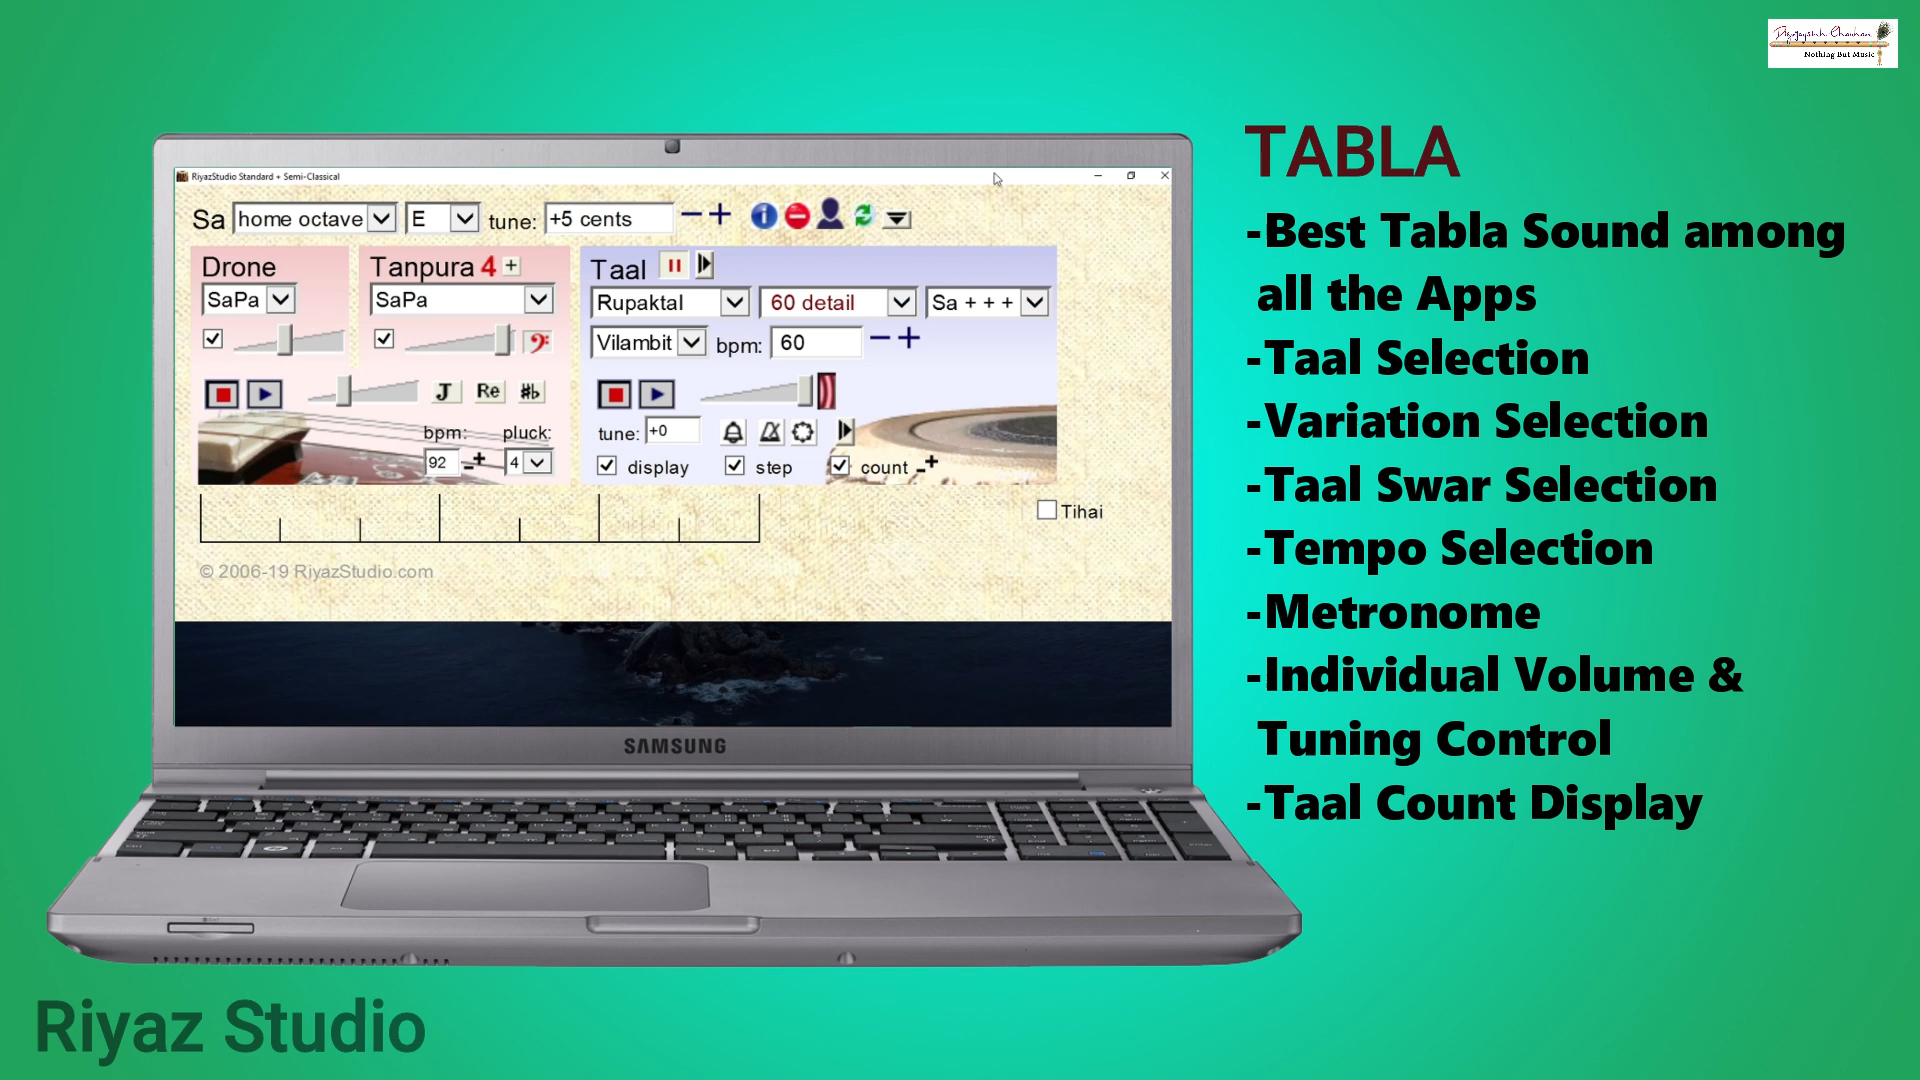 Nothing But Music
RiyazStudio Standard + Semi-Classical
Sa home octave E tune: +5 cents
Drone
SaPa
Tanpura 4 +
SaPa
J Re #b
bpm: pluck:
92 4
Taal
Rupaktal 60 detail Sa + + +
Vilambit bpm: 60
tune: +0
display step count
Tihai
© 2006-19 RiyazStudio.com
SAMSUNG
TABLA
-Best Tabla Sound among
all the Apps
-Taal Selection
-Variation Selection
-Taal Swar Selection
-Tempo Selection
-Metronome
-Individual Volume &
Tuning Control
-Taal Count Display
Riyaz Studio